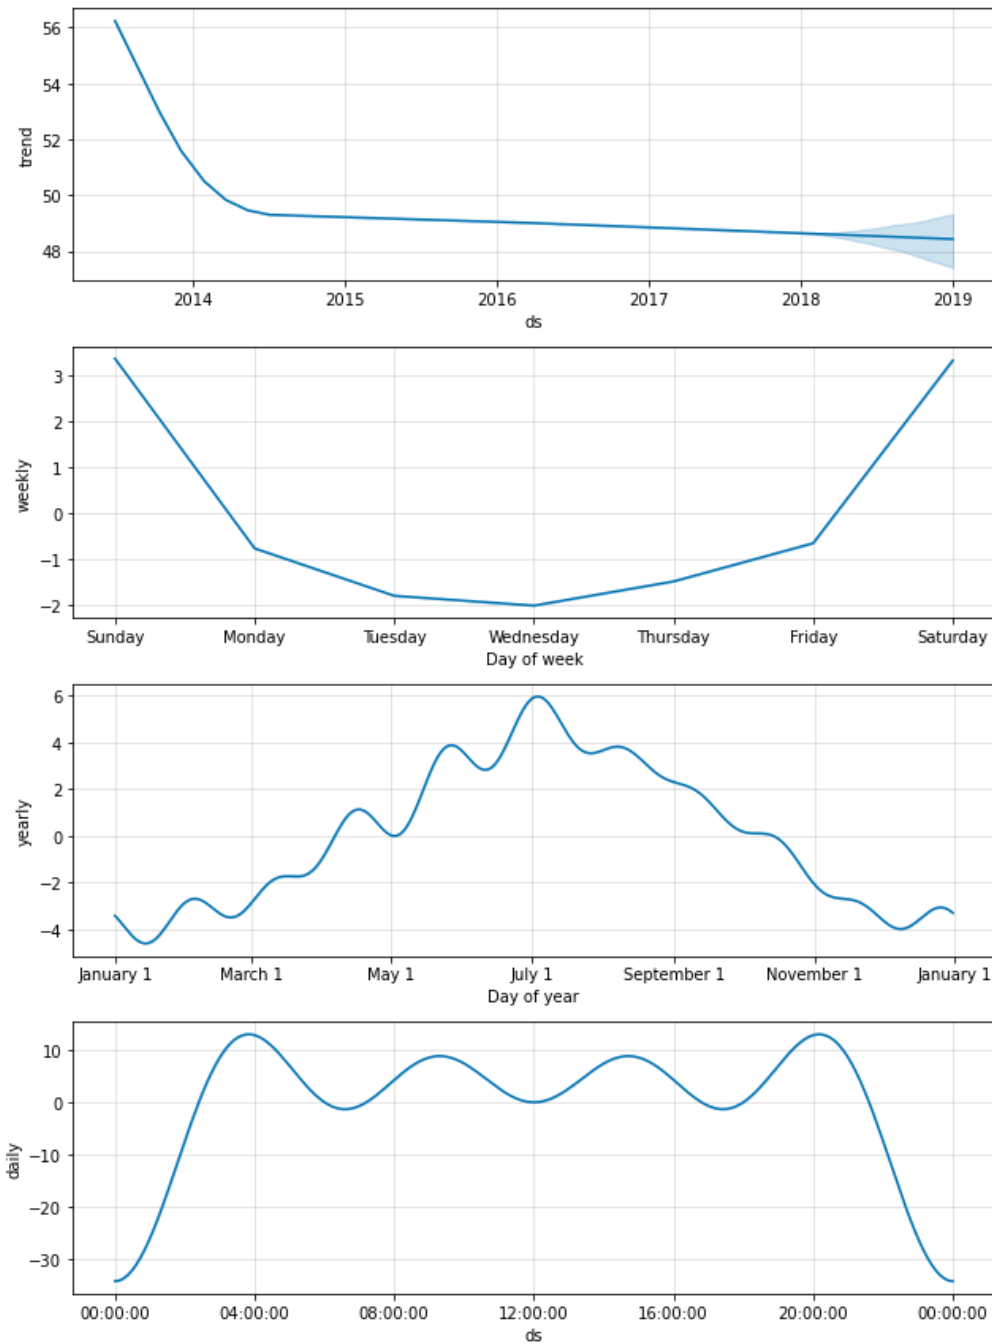 56
54
52
50
48
trend
2014 2015 2016 2017 2018 2019
ds
3
2
1
0
−1
−2
weekly
Sunday Monday Tuesday Wednesday Thursday Friday Saturday
Day of week
6
4
2
0
−2
−4
yearly
January 1 March 1 May 1 July 1 September 1 November 1 January 1
Day of year
10
0
−10
−20
−30
daily
00:00:00 04:00:00 08:00:00 12:00:00 16:00:00 20:00:00 00:00:00
ds